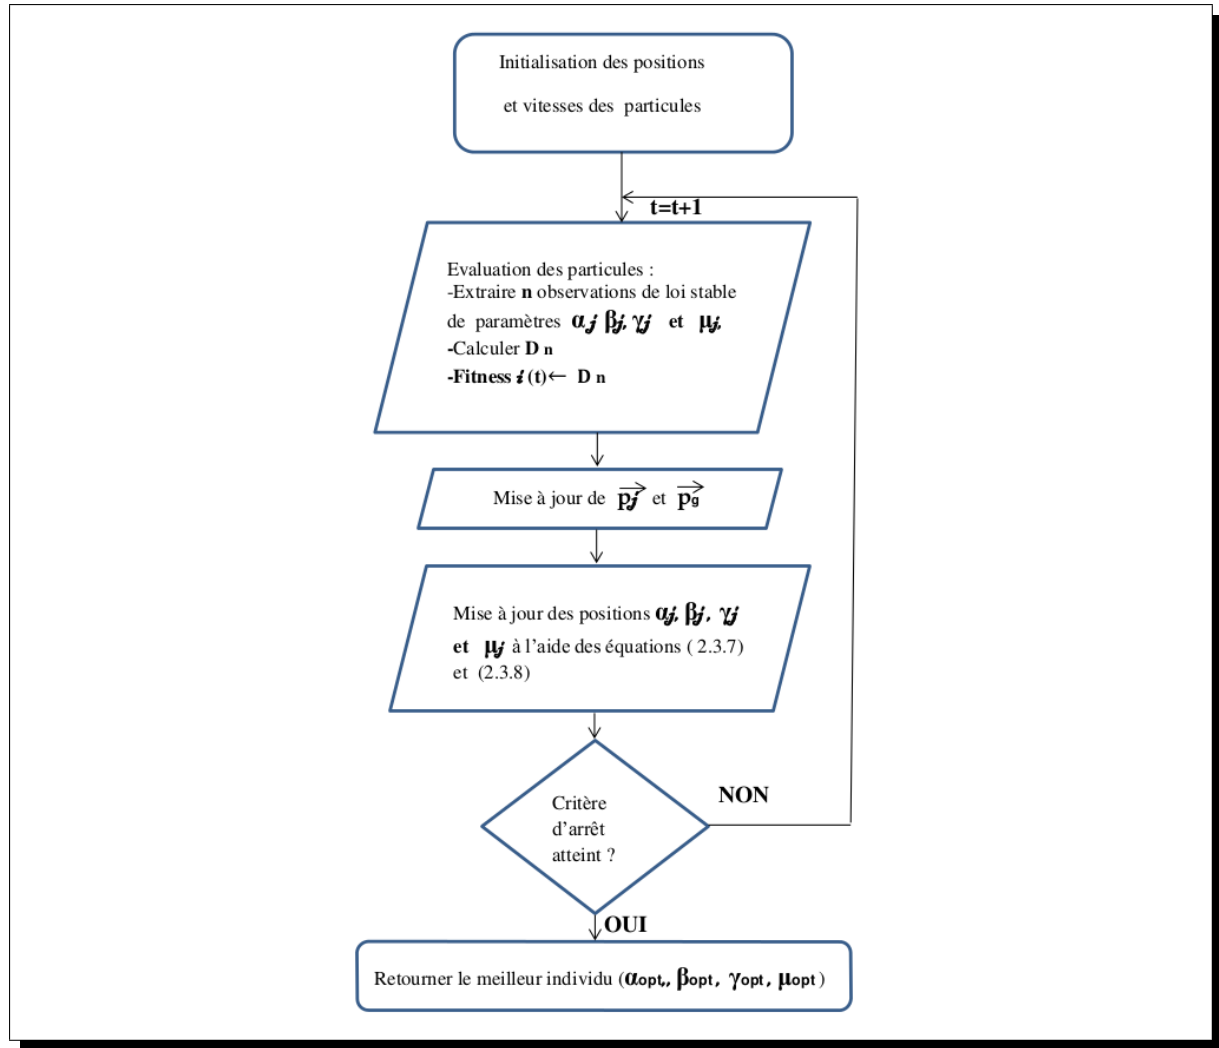 Initialisation des positions
et vitesses des particules
t=t+1
Evaluation des particules :
-Extraire n observations de loi stable
de paramètres αj βj, γj et μj,
-Calculer D n
-Fitness i (t)← D n
Mise à jour de pj et pg
Mise à jour des positions αj, βj, γj
et μj à l'aide des équations ( 2.3.7)
et (2.3.8)
NON
Critère
d'arrêt
atteint ?
OUI
Retourner le meilleur individu (αopt,, βopt, γopt, μopt )